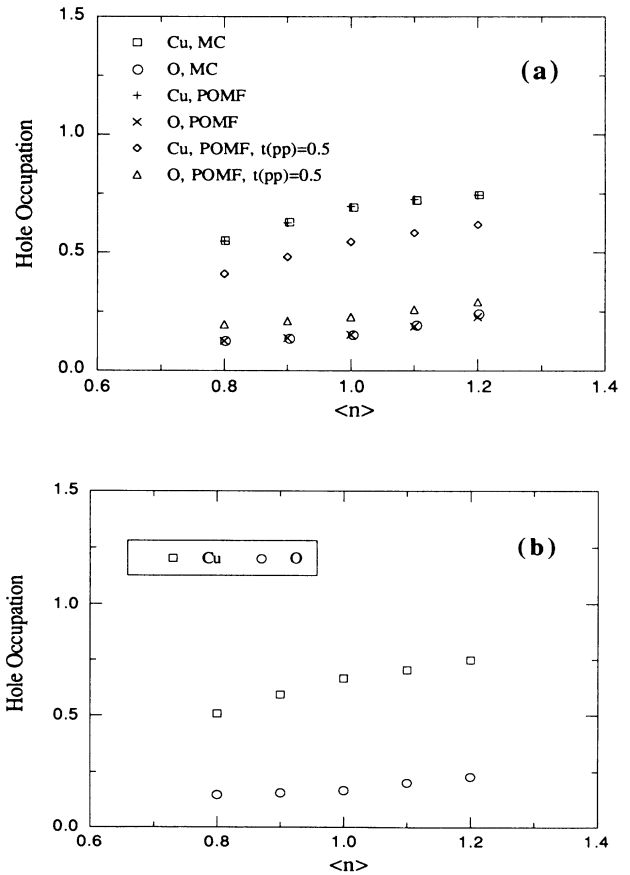 1.5
Cu, MC
O, MC
Cu, POMF
O, POMF
Cu, POMF, t(pp)=0.5
O, POMF, t(pp)=0.5
(a)
1.0
0.5
0.0
Hole Occupation
0.6 0.8 1.0 1.2 1.4
<n>
1.5
Cu O
(b)
1.0
0.5
0.0
Hole Occupation
0.6 0.8 1.0 1.2 1.4
<n>